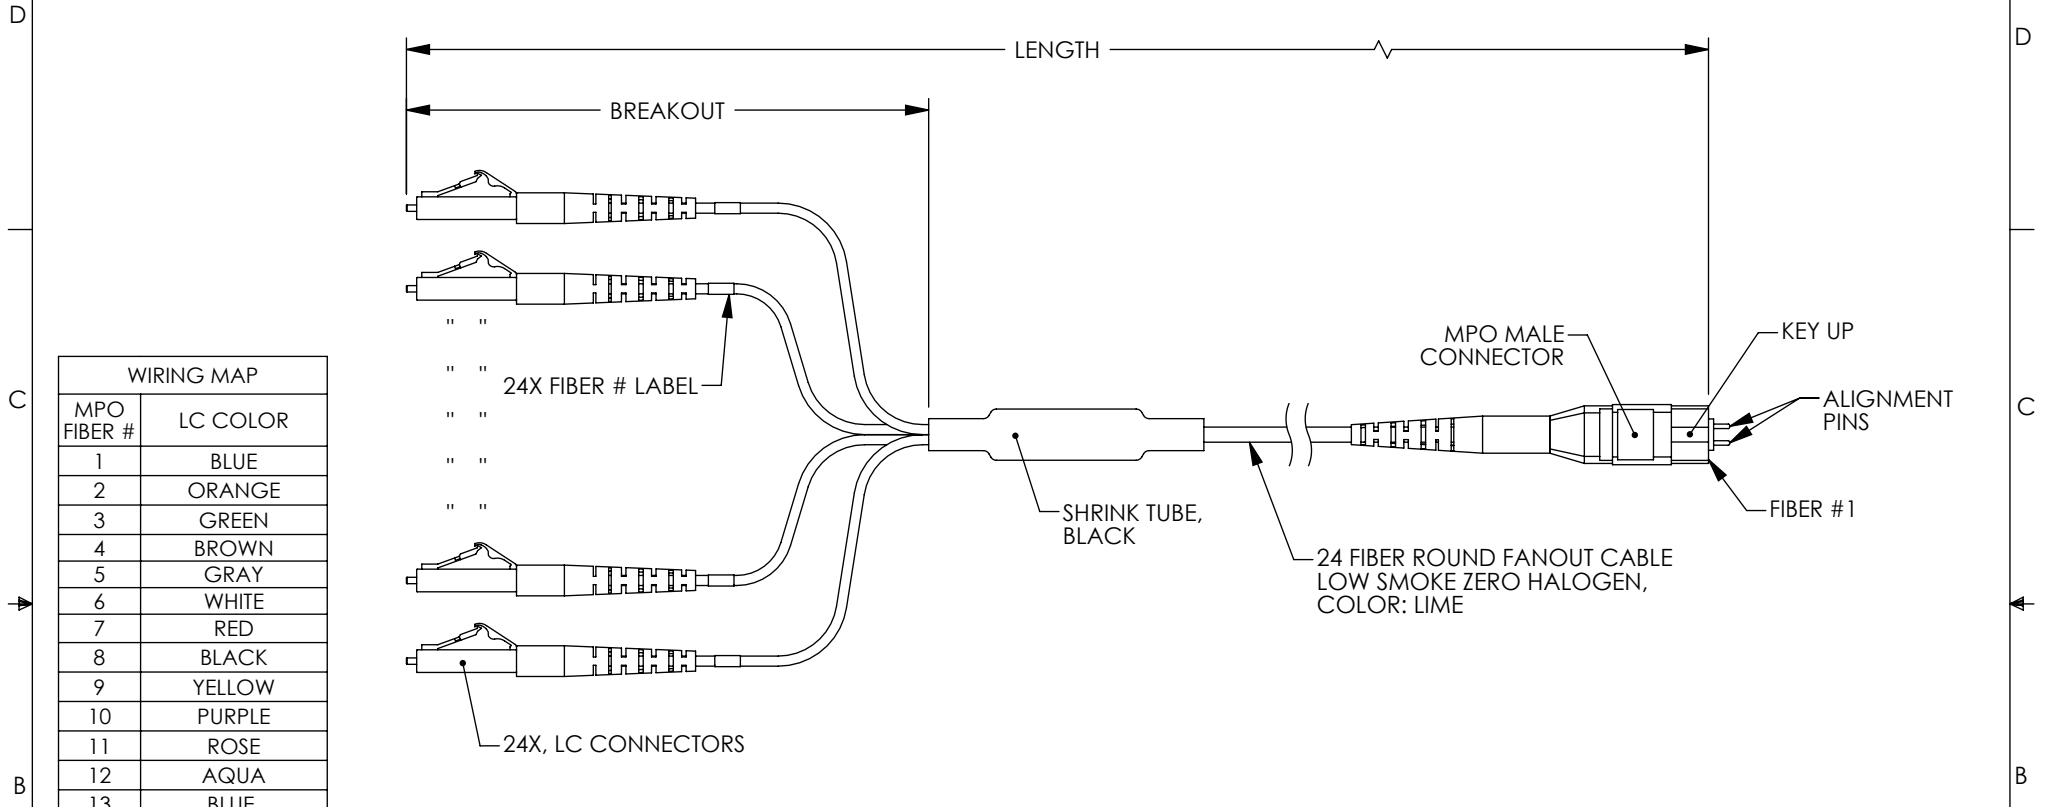 D
D
LENGTH
BREAKOUT
" "
MPO MALE
CONNECTOR
KEY UP
WIRING MAP
" "
24X FIBER # LABEL
C
C
MPO
FIBER #
LC COLOR
ALIGNMENT
PINS
" "
1 BLUE
" "
2 ORANGE
3 GREEN
" "
SHRINK TUBE,
BLACK
FIBER #1
4 BROWN
5 GRAY
6 WHITE
7 RED
24 FIBER ROUND FANOUT CABLE
LOW SMOKE ZERO HALOGEN,
COLOR: LIME
8 BLACK
9 YELLOW
10 PURPLE
11 ROSE
24X, LC CONNECTORS
12 AQUA
B
B
13 BLUE